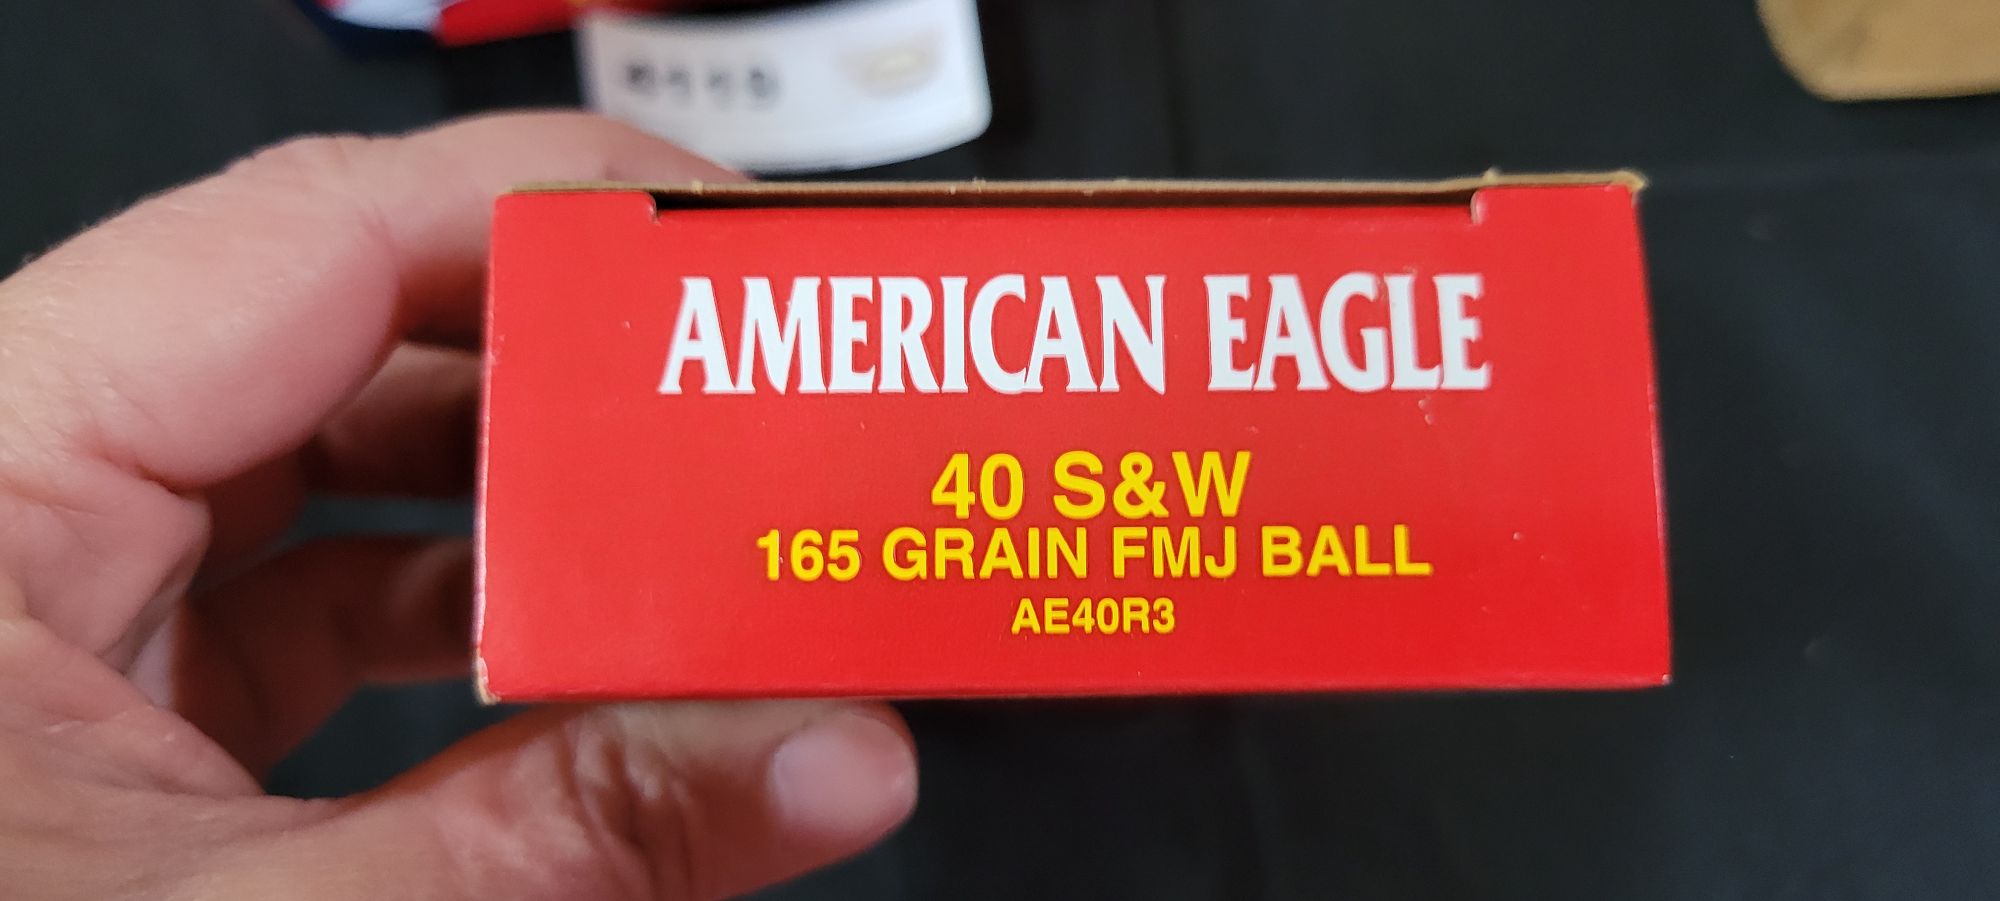 AMERICAN EAGLE
40 S&W
165 GRAIN FMJ BALL
AE40R3